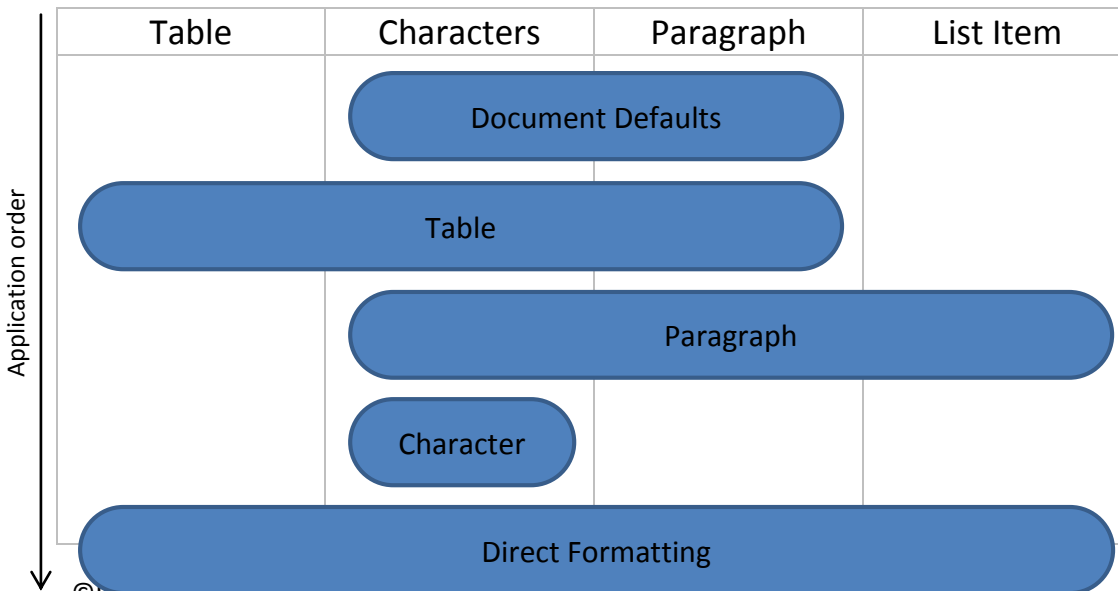 Table Characters Paragraph List Item
Document Defaults
Table
Application order
Paragraph
Character
Direct Formatting
©